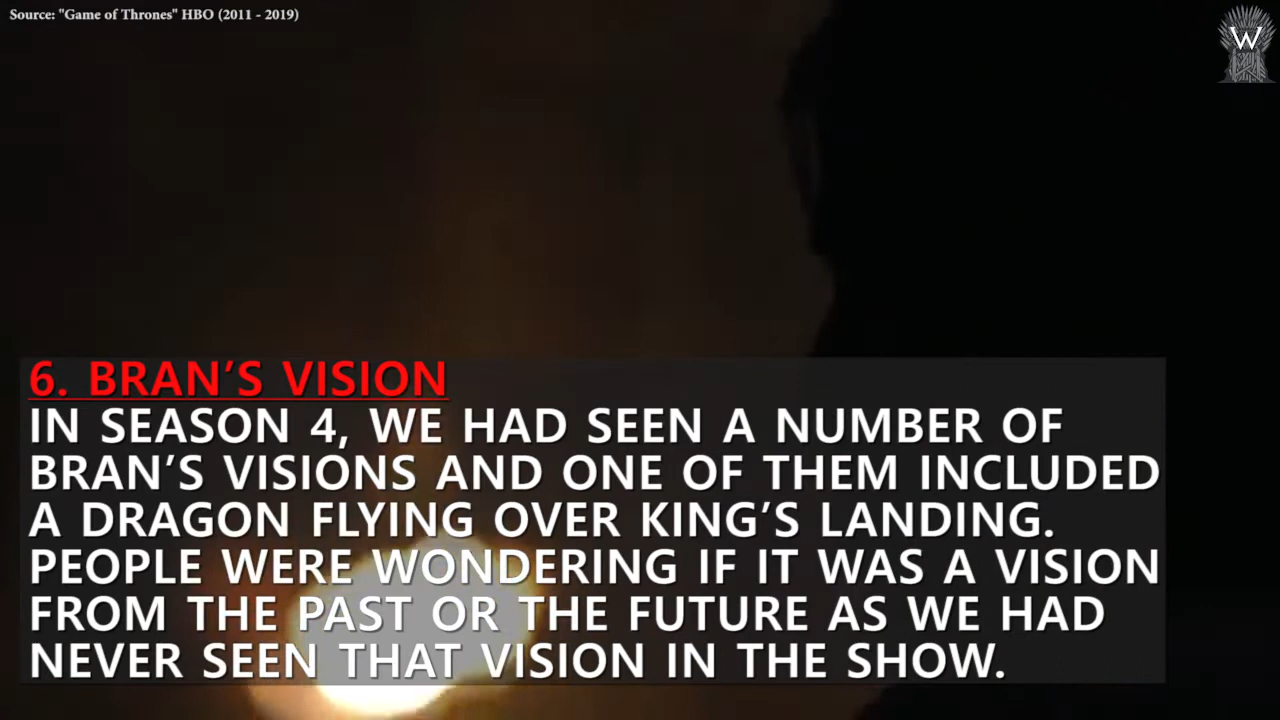 Source: "Game of Thrones" HBO (2011 - 2019)
W
6. BRAN’S VISION
IN SEASON 4, WE HAD SEEN A NUMBER OF
BRAN’S VISIONS AND ONE OF THEM INCLUDED
A DRAGON FLYING OVER KING’S LANDING.
PEOPLE WERE WONDERING IF IT WAS A VISION
FROM THE PAST OR THE FUTURE AS WE HAD
NEVER SEEN THAT VISION IN THE SHOW.